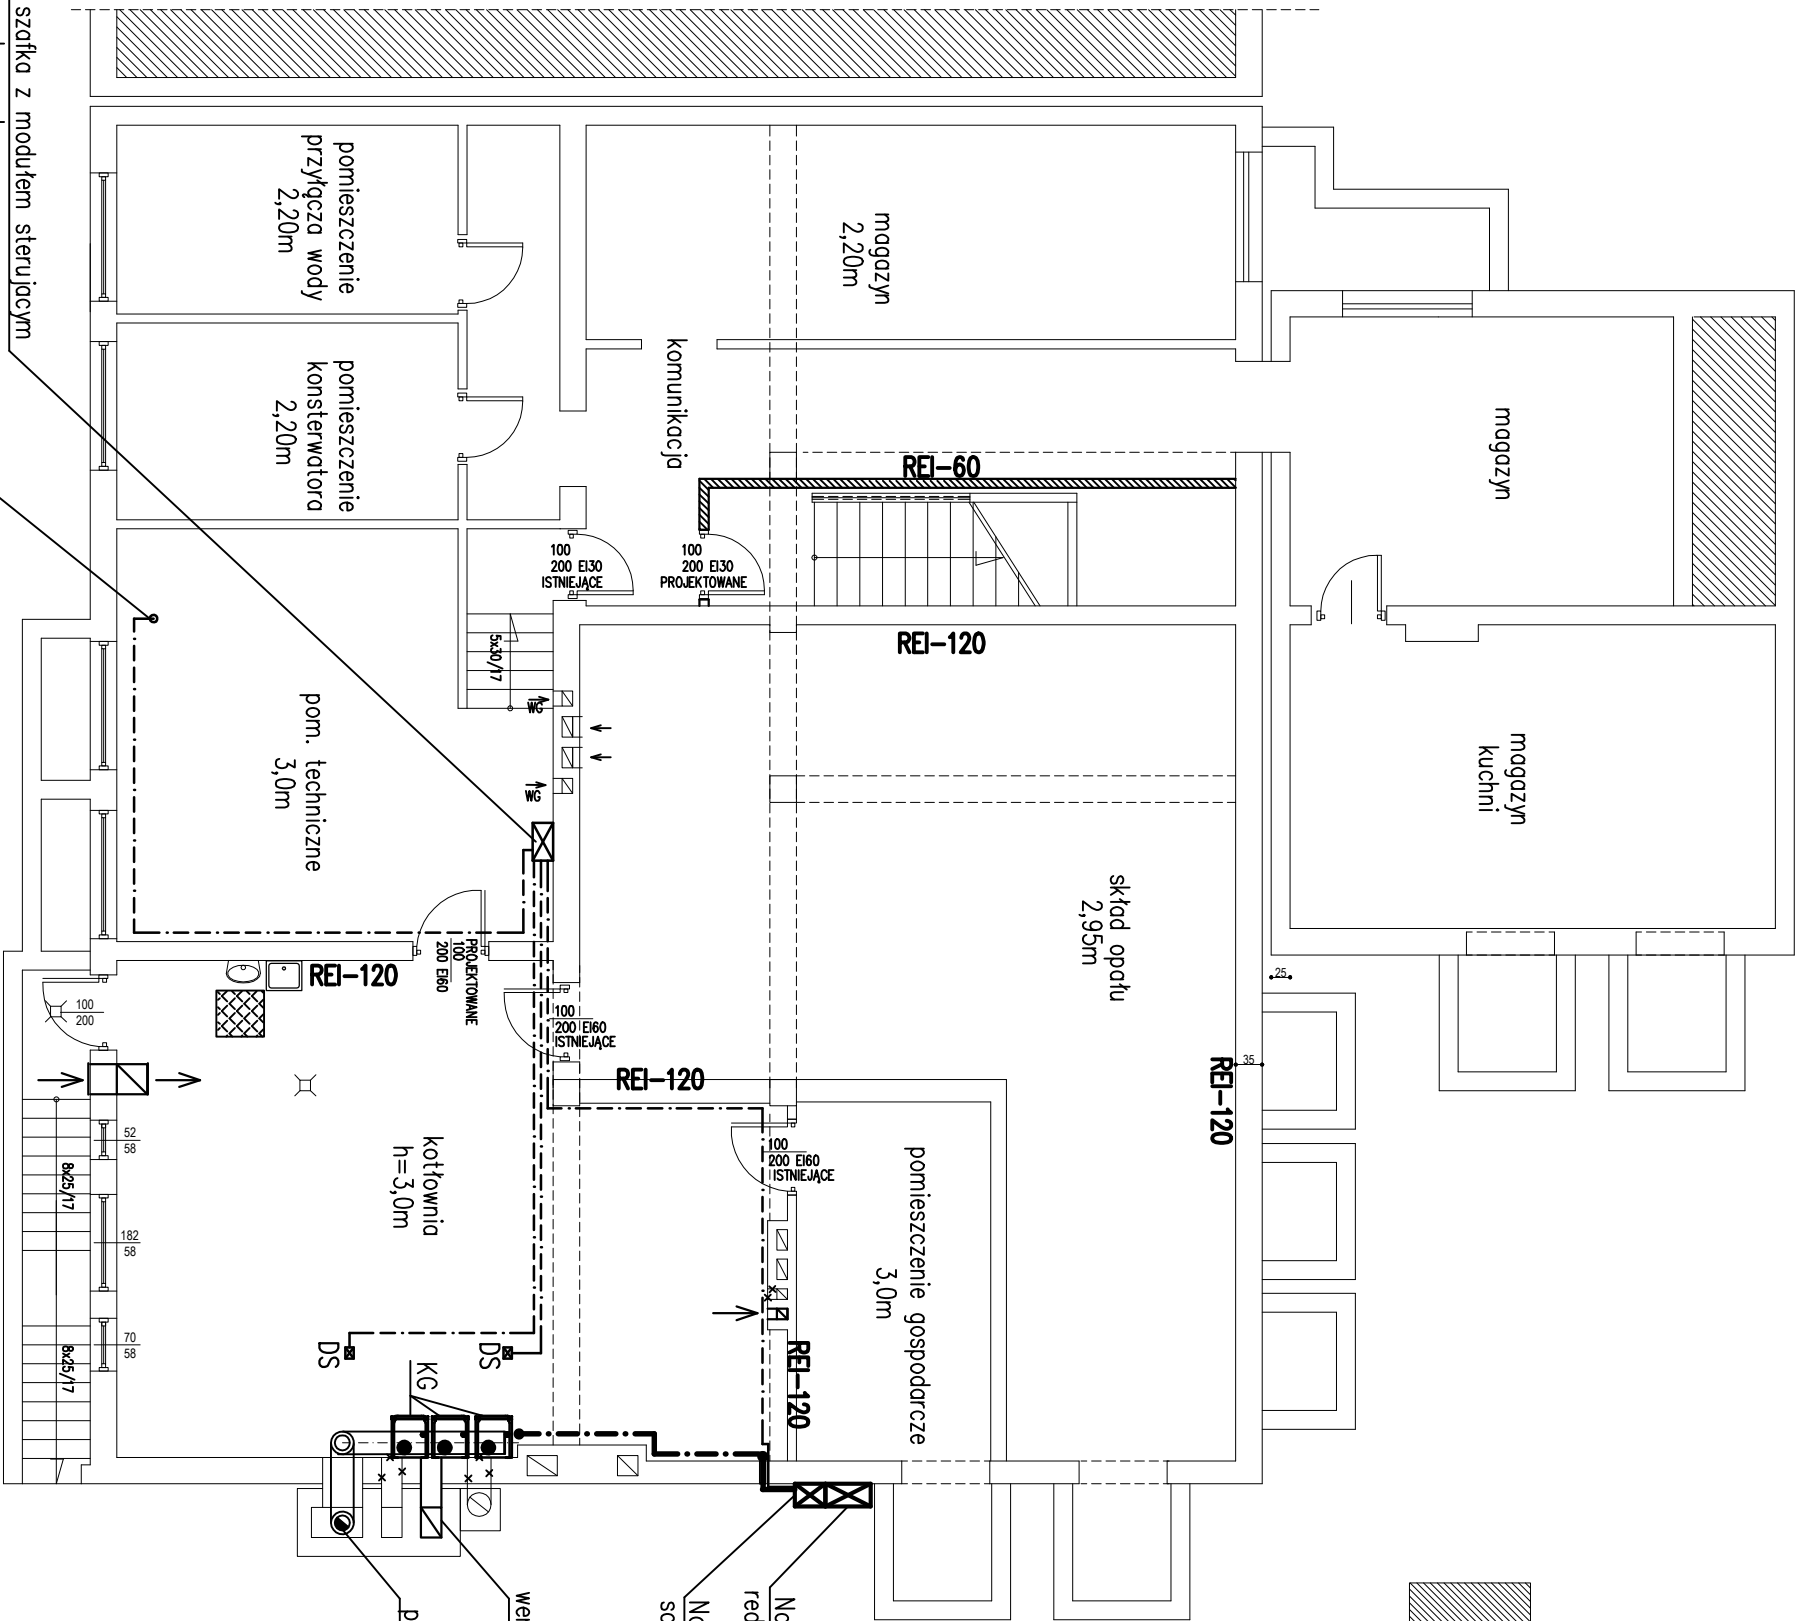 szafka z modułem sterującym
pomieszczenie
przyłącza wody
2,20m
magazyn
2,20m
komunikacja
pomieszczenie
konsterwatora
2,20m
magazyn
REI-60
100
200 EI30
ISTNIEJĄCE
100
200 EI30
PROJEKTOWANE
REI-120
5x30/17
WG
WG
pom. techniczne
3,0m
magazyn
kuchni
skład opału
2,95m
REI-120
PROJEKTOWANE
100
200 EI60
25
100
200
100
200 EI60
ISTNIEJĄCE
REI-120
35
REI-120
52
58
8x25/17
kotłownia
h=3,0m
100
200 EI60
ISTNIEJĄCE
pomieszczenie gospodarcze
3,0m
182
58
70
58
8x25/17
DS
DS
KG
REI-120